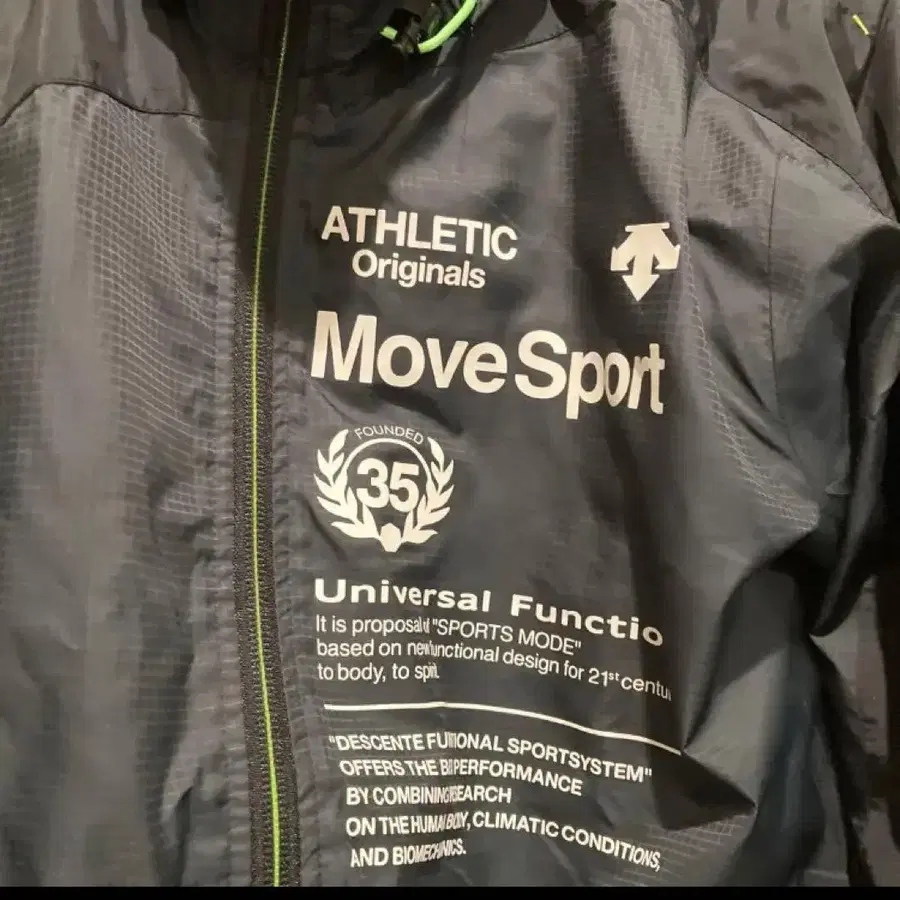 ATHLETIC
Originals
Move Sport
FOUNDED
35
Universal Functio
It is proposal "SPORTS MODE"
based on new functional design for 21st centu
to body, to spirit.
"DESCENTE FUNTIONAL SPORTSYSTEM"
OFFERS THE PERFORMANCE
BY COMBINING RESEARCH
ON THE HUMAN BODY, CLIMATIC CONDITIONS,
AND BIOMECHANICS.